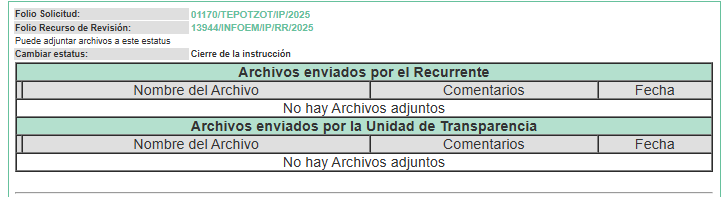 Folio Solicitud: 01170/TEPOTZOT/IP/2025
Folio Recurso de Revisión: 13944/INFOEM/IP/RR/2025
Puede adjuntar archivos a este estatus
Cambiar estatus: Cierre de la instrucción
Archivos enviados por el Recurrente
Nombre del Archivo Comentarios Fecha
No hay Archivos adjuntos
Archivos enviados por la Unidad de Transparencia
Nombre del Archivo Comentarios Fecha
No hay Archivos adjuntos